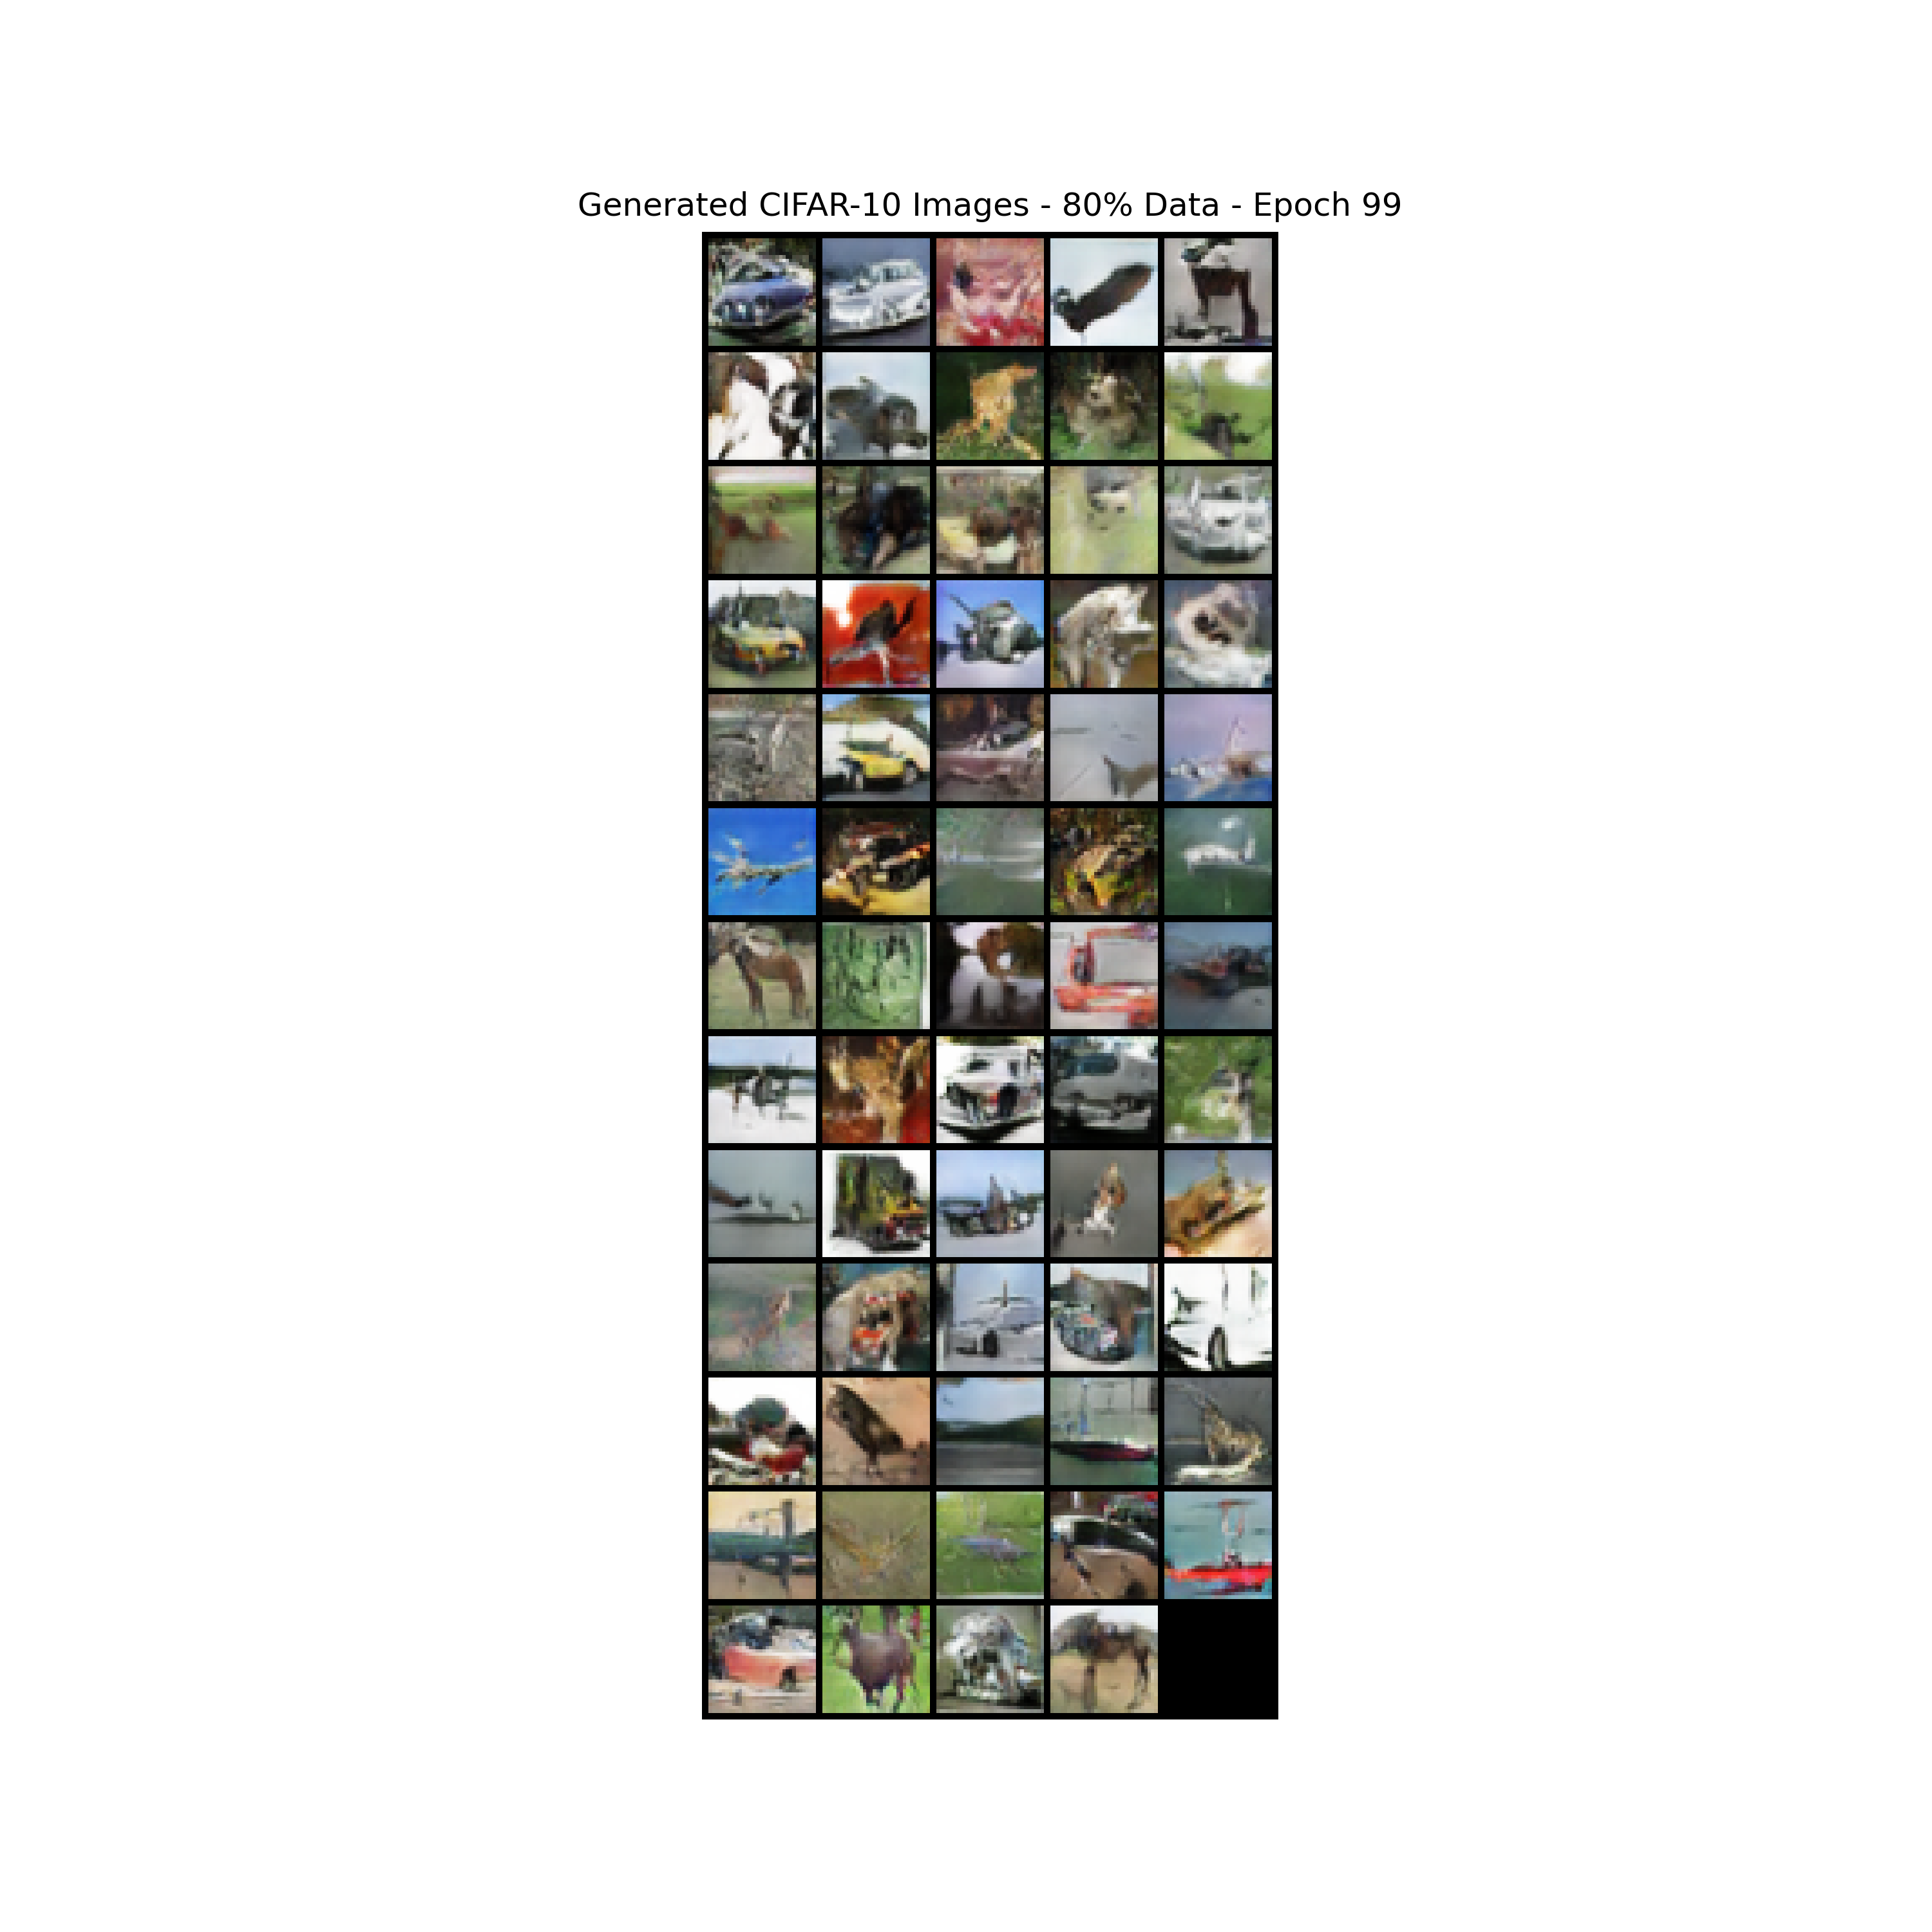 Generated CIFAR-10 Images - 80% Data - Epoch 99